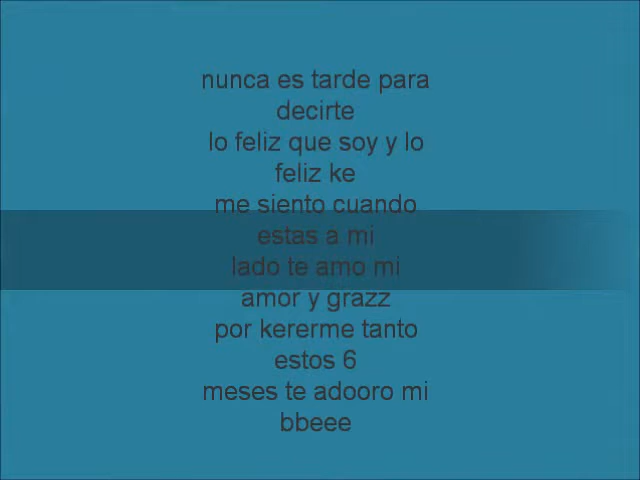 nunca es tarde para
decirte
lo feliz que soy y lo
feliz ke
me siento cuando
estas a mi
lado te amo mi
amor y grazz
por kererme tanto
estos 6
meses te adooro mi
bbeee